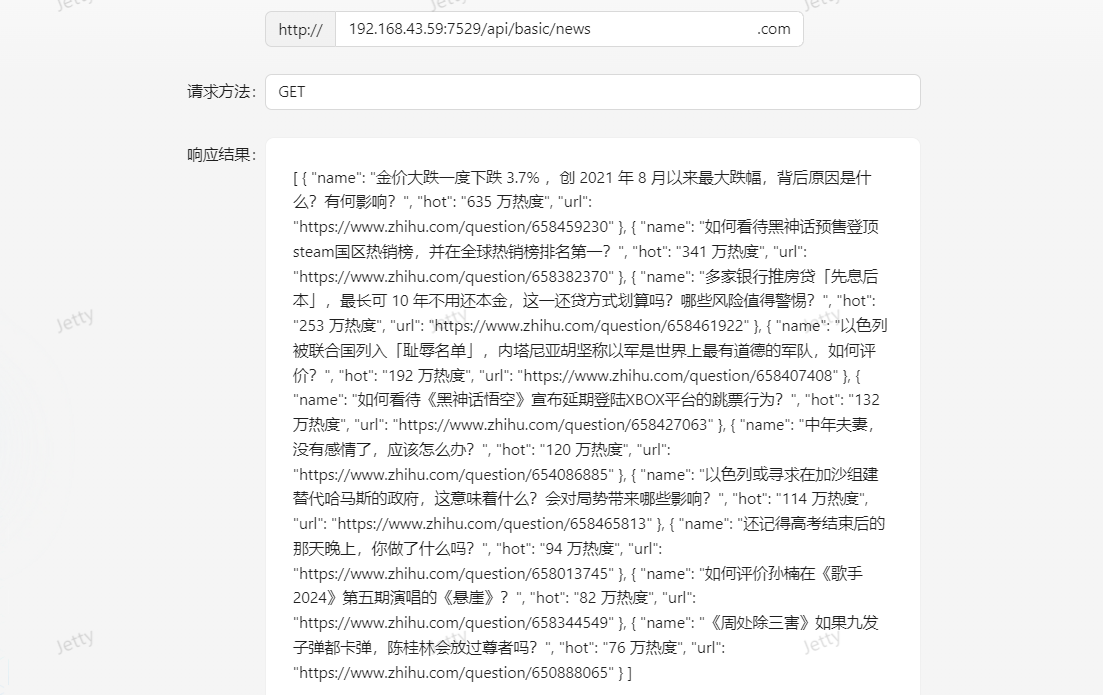 Jetty Jetty Jetty
http:// 192.168.43.59:7529/api/basic/news .com
请求方法： GET
响应结果：
[ { "name": "金价大跌一度下跌 3.7% ，创 2021 年 8 月以来最大跌幅，背后原因是什
么？有何影响？", "hot": "635 万热度", "url":
"https://www.zhihu.com/question/658459230" }, { "name": "如何看待黑神话预售登顶
steam国区热销榜，并在全球热销榜排名第一？", "hot": "341 万热度", "url":
"https://www.zhihu.com/question/658382370" }, { "name": "多家银行推房贷「先息后
本」，最长可 10 年不用还本金，这一还贷方式划算吗？哪些风险值得警惕？", "hot":
"253 万热度", "url": "https://www.zhihu.com/question/658461922" }, { "name": "以色列
Jetty Jetty Jetty
被联合国列入「耻辱名单」，内塔尼亚胡坚称以军是世界上最有道德的军队，如何评
价？", "hot": "192 万热度", "url": "https://www.zhihu.com/question/658407408" }, {
"name": "如何看待《黑神话悟空》宣布延期登陆XBOX平台的跳票行为？", "hot": "132
万热度", "url": "https://www.zhihu.com/question/658427063" }, { "name": "中年夫妻，
没有感情了，应该怎么办？", "hot": "120 万热度", "url":
"https://www.zhihu.com/question/654086885" }, { "name": "以色列或寻求在加沙组建
替代哈马斯的政府，这意味着什么？会对局势带来哪些影响？", "hot": "114 万热度",
"url": "https://www.zhihu.com/question/658465813" }, { "name": "还记得高考结束后的
那天晚上，你做了什么吗？", "hot": "94 万热度", "url":
"https://www.zhihu.com/question/658013745" }, { "name": "如何评价孙楠在《歌手
2024》第五期演唱的《悬崖》？", "hot": "82 万热度", "url":
"https://www.zhihu.com/question/658344549" }, { "name": "《周处除三害》如果九发
子弹都卡弹，陈桂林会放过尊者吗？", "hot": "76 万热度", "url":
Jetty Jetty Jetty
"https://www.zhihu.com/question/650888065" } ]